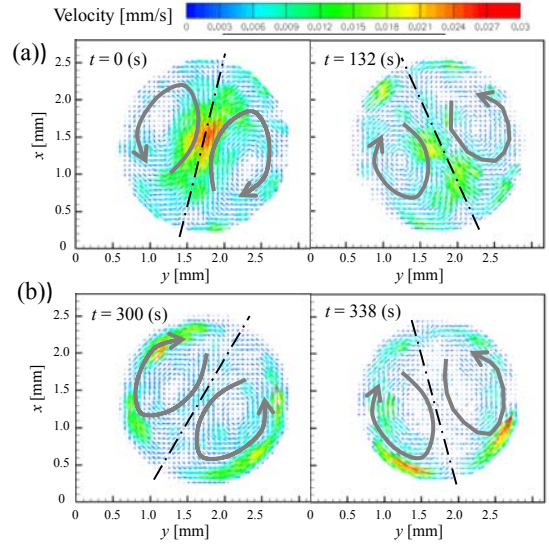 Velocity [mm/s]
0 0.003 0.006 0.009 0.012 0.015 0.018 0.021 0.024 0.027 0.03
(a))
t = 0 (s)
t = 132 (s)
x [mm]
2.5
2.0
1.5
1.0
0.5
0
0 1.0 1.5 2.0 2.5
0 0.5 1.0 1.5 2.0 2.5
y [mm]
y [mm]
(b))
t = 300 (s)
t = 338 (s)
x [mm]
2.5
2.0
1.5
1.0
0.5
0
0 1.0 1.5 2.0 2.5
0 0.5 1.0 1.5 2.0 2.5
y [mm]
y [mm]